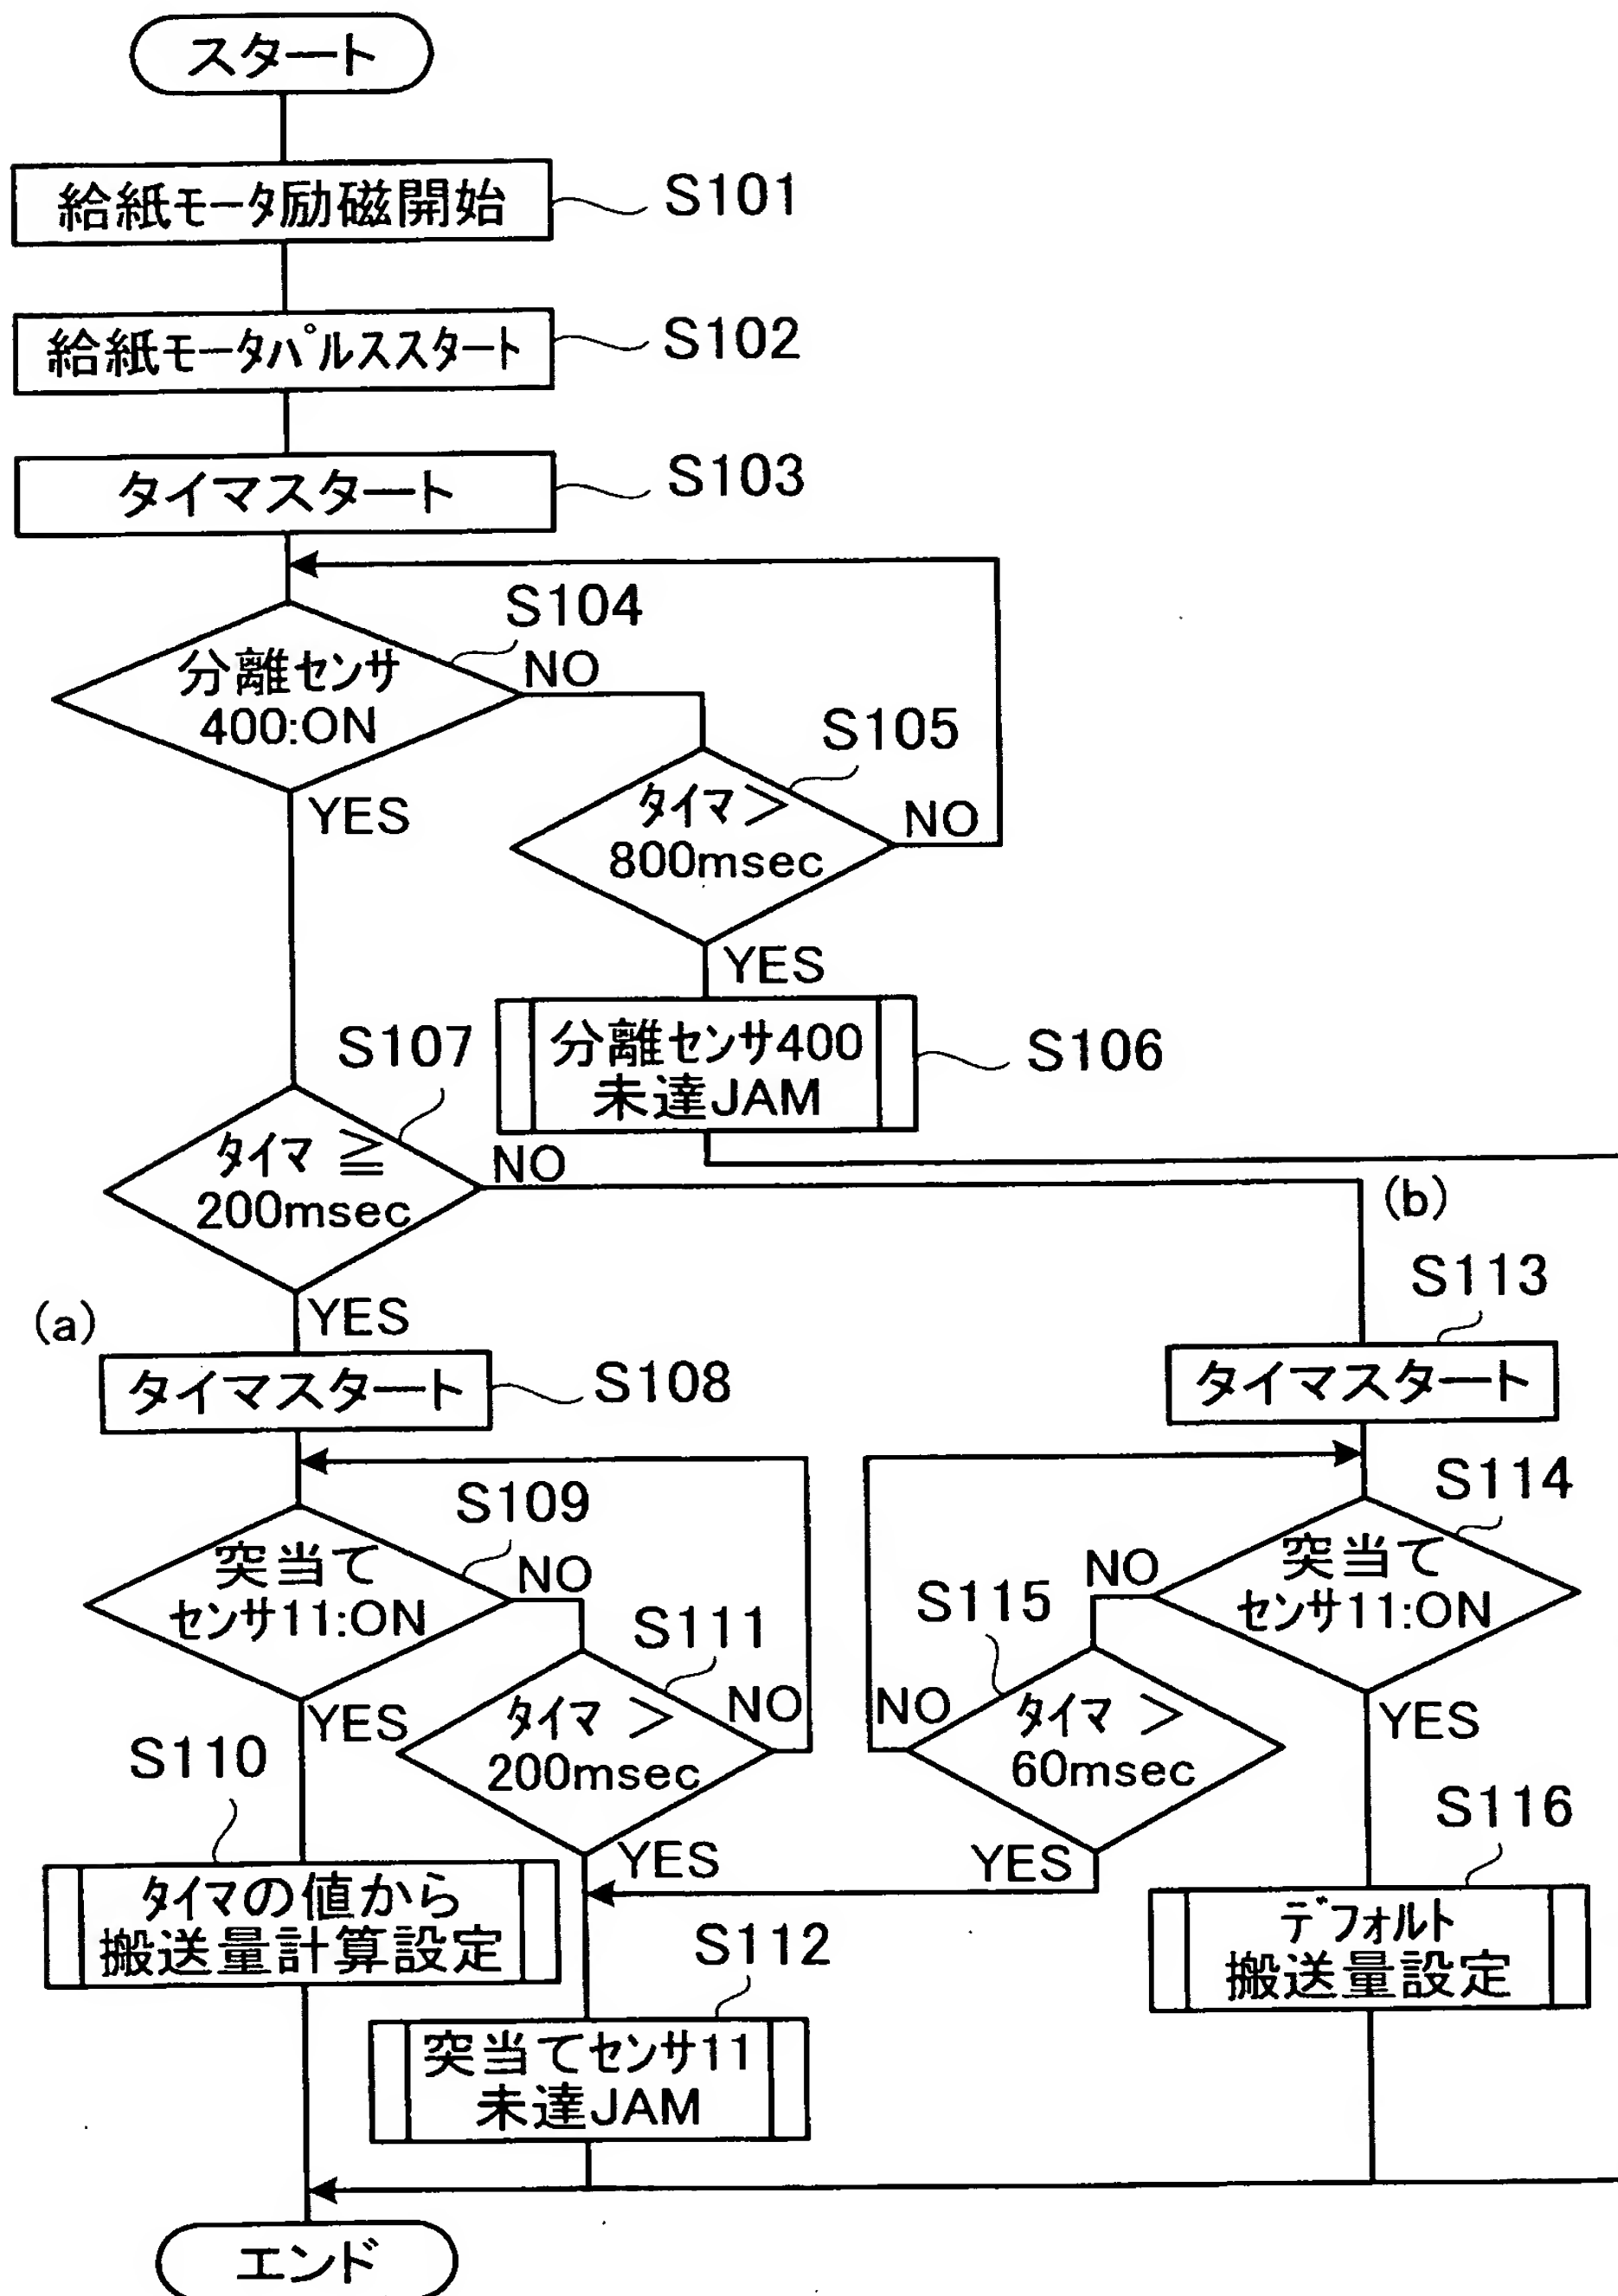 スタート
給紙モータ励磁開始
S101
給紙モータパルススタート
S102
タイマスタート
S103
S104
分離センサ
400:ON
NO
YES
S105
タイマ＞
800msec
NO
YES
分離センサ400
未達JAM
S106
S107
タイマ ≧
200msec
NO
(b)
YES
(a)
タイマスタート
S108
S109
突当て
センサ11:ON
NO
YES
S111
タイマ ＞
200msec
NO
YES
S110
タイマの値から
搬送量計算設定
S112
突当てセンサ11
未達JAM
S113
タイマスタート
S114
突当て
センサ11:ON
NO
YES
S115
タイマ ＞
60msec
NO
YES
S116
デフォルト
搬送量設定
エンド